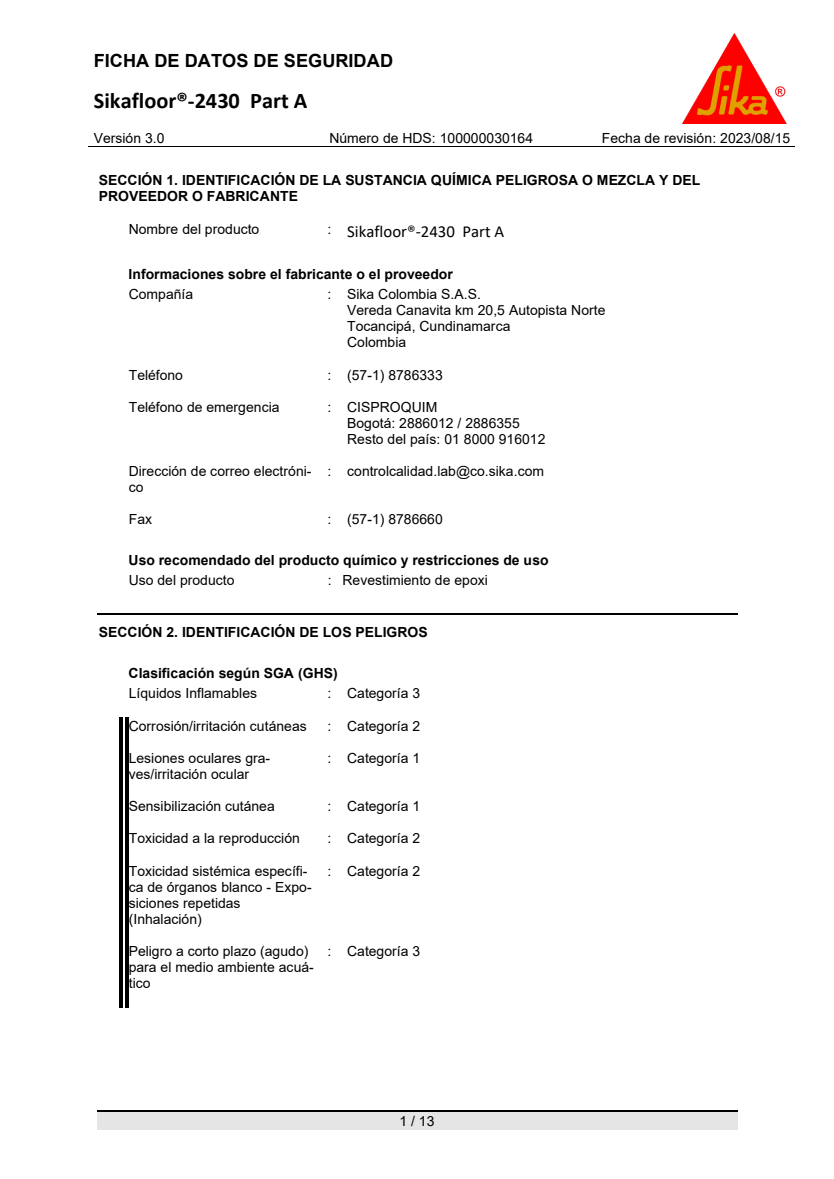 FICHA DE DATOS DE SEGURIDAD
Sikafloor®-2430 Part A
Sika®
Versión 3.0 Número de HDS: 100000030164 Fecha de revisión: 2023/08/15
SECCIÓN 1. IDENTIFICACIÓN DE LA SUSTANCIA QUÍMICA PELIGROSA O MEZCLA Y DEL
PROVEEDOR O FABRICANTE
Nombre del producto : Sikafloor®-2430 Part A
Informaciones sobre el fabricante o el proveedor
Compañía : Sika Colombia S.A.S.
Vereda Canavita km 20,5 Autopista Norte
Tocancipá, Cundinamarca
Colombia
Teléfono : (57-1) 8786333
Teléfono de emergencia : CISPROQUIM
Bogotá: 2886012 / 2886355
Resto del país: 01 8000 916012
Dirección de correo electróni- : controlcalidad.lab@co.sika.com
co
Fax : (57-1) 8786660
Uso recomendado del producto químico y restricciones de uso
Uso del producto : Revestimiento de epoxi
SECCIÓN 2. IDENTIFICACIÓN DE LOS PELIGROS
Clasificación según SGA (GHS)
Líquidos Inflamables : Categoría 3
Corrosión/irritación cutáneas : Categoría 2
Lesiones oculares gra- : Categoría 1
ves/irritación ocular
Sensibilización cutánea : Categoría 1
Toxicidad a la reproducción : Categoría 2
Toxicidad sistémica específi- : Categoría 2
ca de órganos blanco - Expo-
siciones repetidas
(Inhalación)
Peligro a corto plazo (agudo) : Categoría 3
para el medio ambiente acuá-
tico
1 / 13